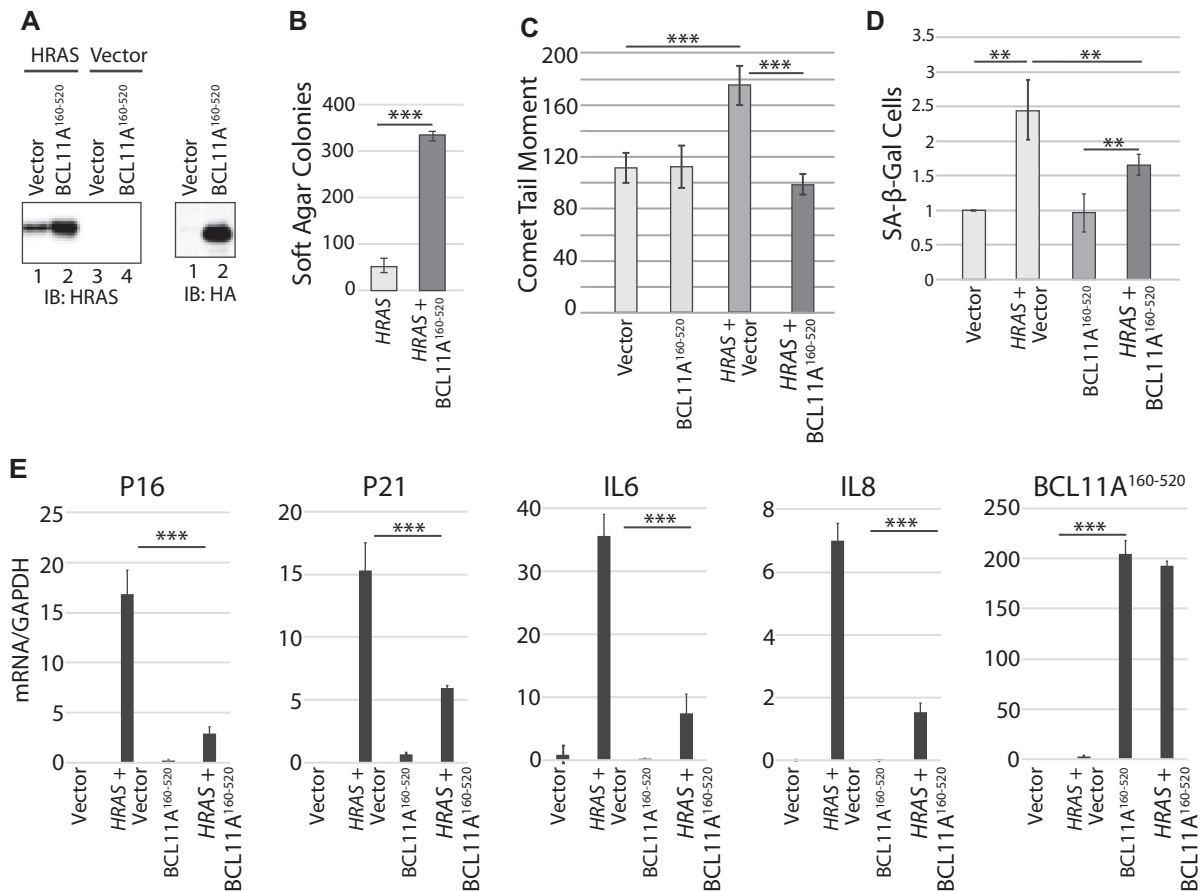 A
HRAS Vector
Vector
BCL11A160-520
Vector
BCL11A160-520
BCL11A160-520
Vector
1 2 3 4
IB: HRAS
1 2
IB: HA
B
Soft Agar Colonies
400
300
200
100
0
***
HRAS
HRAS +
BCL11A160-520
C
Comet Tail Moment
200
160
120
80
40
0
***
***
Vector
BCL11A160-520
HRAS +
Vector
HRAS +
BCL11A160-520
D
SA-β-Gal Cells
3.5
3
2.5
2
1.5
1
0.5
0
**
**
**
Vector
HRAS +
Vector
BCL11A160-520
HRAS +
BCL11A160-520
E
mRNA/GAPDH
P16
25
20
15
10
5
0
***
Vector
HRAS +
Vector
BCL11A160-520
HRAS +
BCL11A160-520
P21
20
15
10
5
0
***
Vector
HRAS +
Vector
BCL11A160-520
HRAS +
BCL11A160-520
IL6
40
30
20
10
0
***
Vector
HRAS +
Vector
BCL11A160-520
HRAS +
BCL11A160-520
IL8
8
6
4
2
0
***
Vector
HRAS +
Vector
BCL11A160-520
HRAS +
BCL11A160-520
BCL11A160-520
250
200
150
100
50
0
***
Vector
HRAS +
Vector
BCL11A160-520
HRAS +
BCL11A160-520